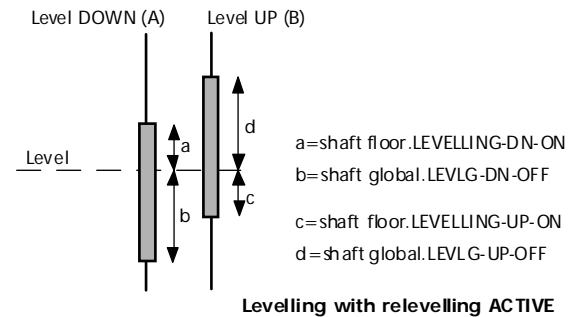 Level DOWN (A)
Level UP (B)
d
a
Level
c
b
a=shaft floor.LEVELLING-DN-ON
b=shaft global.LEVLG-DN-OFF
c=shaft floor.LEVELLING-UP-ON
d=shaft global.LEVLG-UP-OFF
Levelling with relevelling ACTIVE